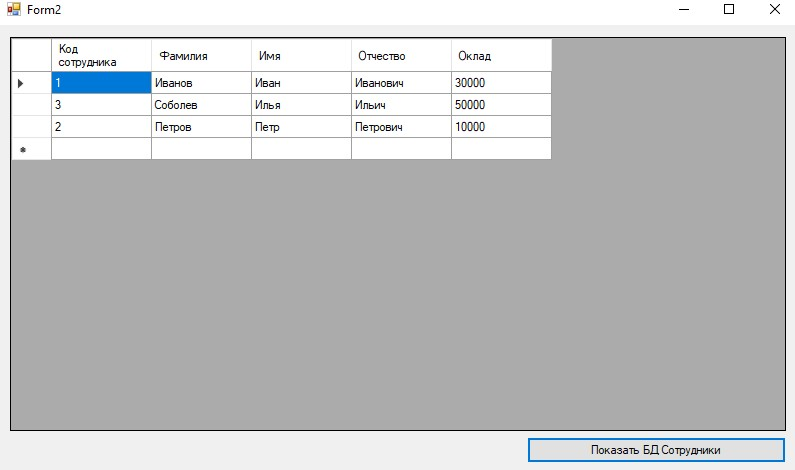 Form2
Код сотрудника Фамилия Имя Отчество Оклад
1 Иванов Иван Иванович 30000
3 Соболев Илья Ильич 50000
2 Петров Петр Петрович 10000
Показать БД Сотрудники